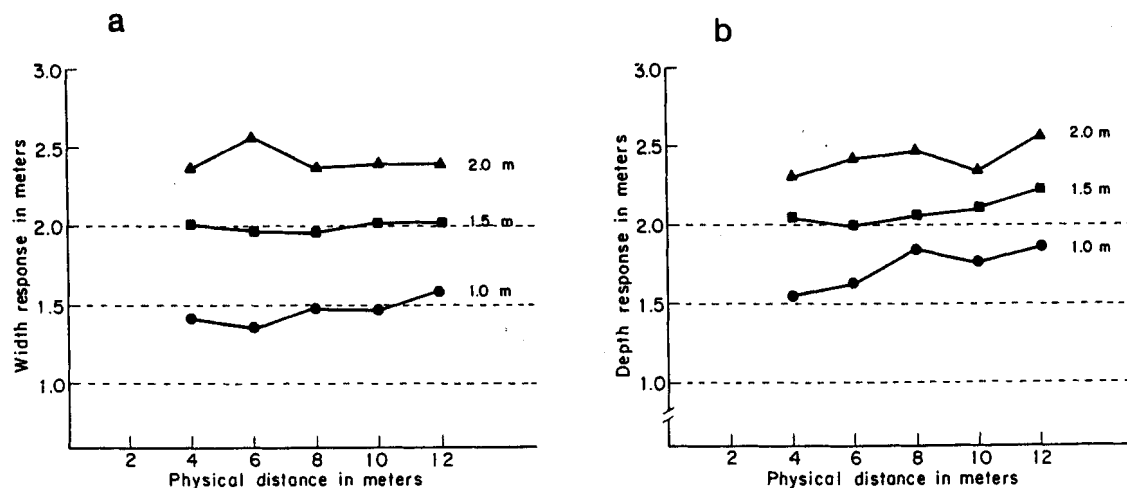 a
3.0
2.5
2.0
1.5
1.0
Width response in meters
2.0 m
1.5 m
1.0 m
2 4 6 8 10 12
Physical distance in meters
b
3.0
2.5
2.0
1.5
1.0
Depth response in meters
2.0 m
1.5 m
1.0 m
2 4 6 8 10 12
Physical distance in meters